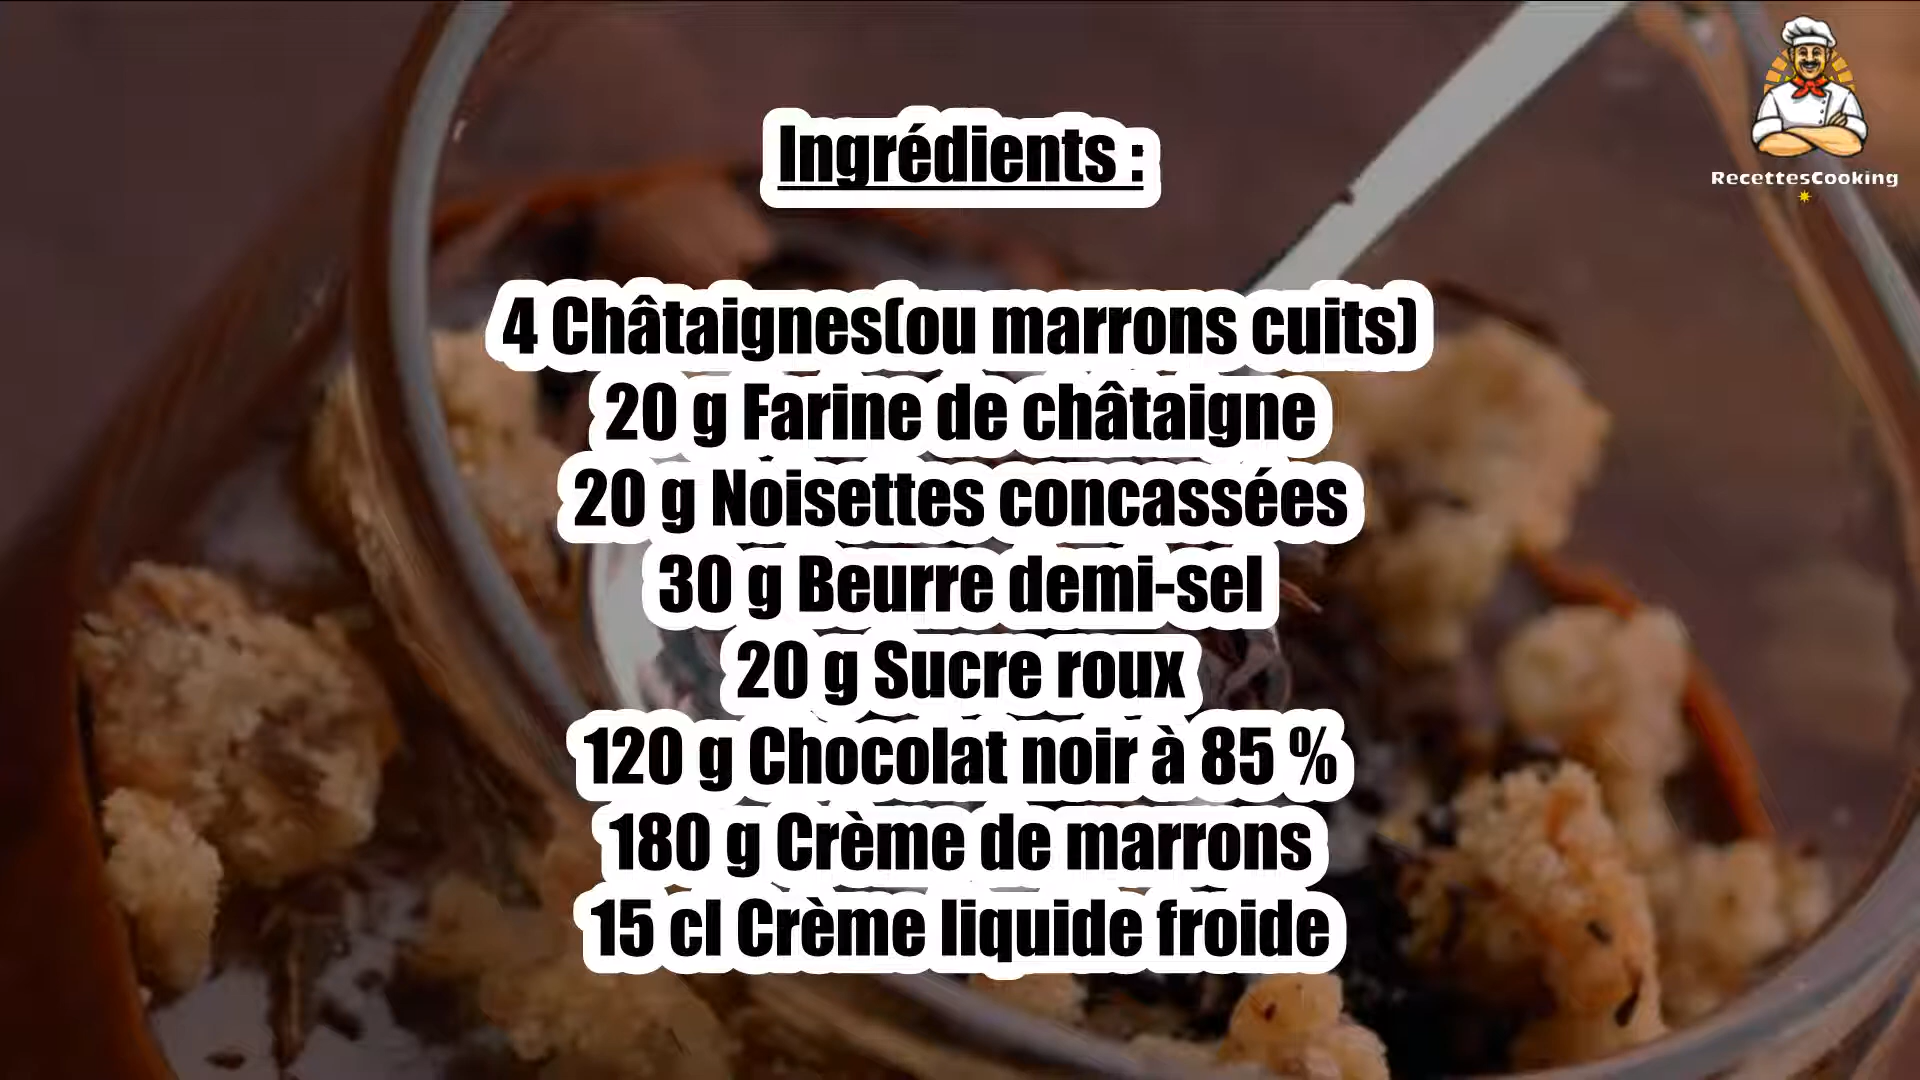 RecettesCooking
Ingrédients :
4 Châtaignes(ou marrons cuits)
20 g Farine de châtaigne
20 g Noisettes concassées
30 g Beurre demi-sel
20 g Sucre roux
120 g Chocolat noir à 85 %
180 g Crème de marrons
15 cl Crème liquide froide